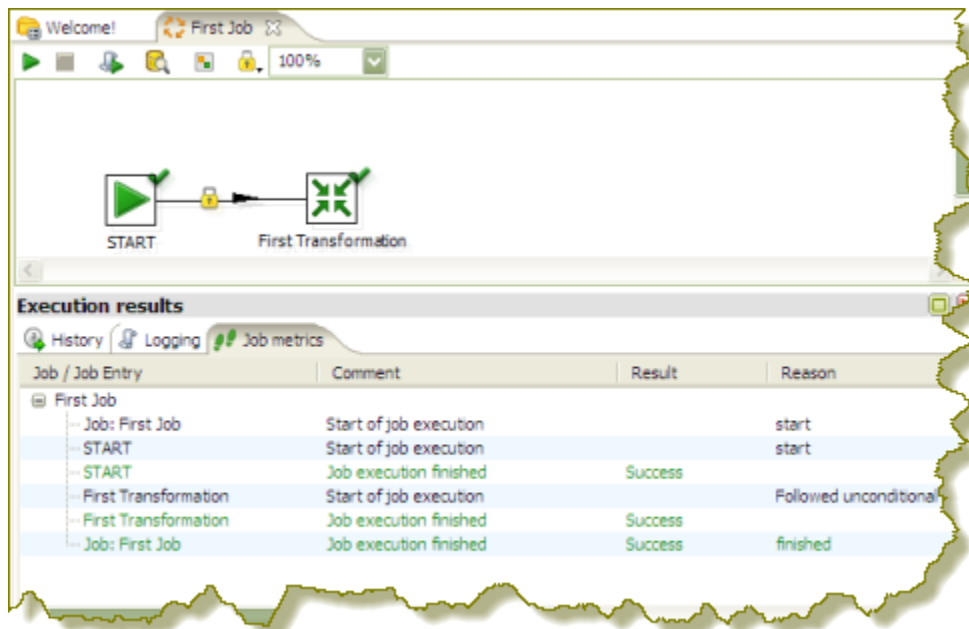 Welcome! First Job
100%
START First Transformation
Execution results
History Logging Job metrics
Job / Job Entry Comment Result Reason
First Job
Job: First Job Start of job execution start
START Start of job execution start
START Job execution finished Success
First Transformation Start of job execution Followed unconditional
First Transformation Job execution finished Success
Job: First Job Job execution finished Success finished